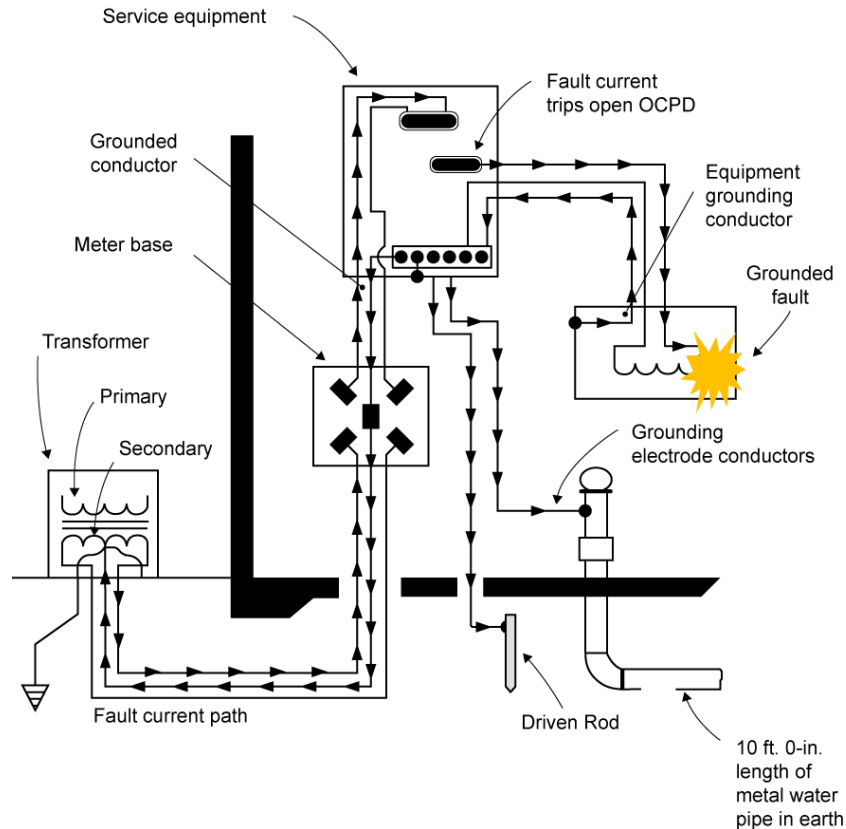 Service equipment
Fault current
trips open OCPD
Grounded
conductor
Equipment
grounding
conductor
Meter base
Grounded
fault
Transformer
Primary
Secondary
Grounding
electrode conductors
Fault current path
Driven Rod
10 ft. 0-in.
length of
metal water
pipe in earth